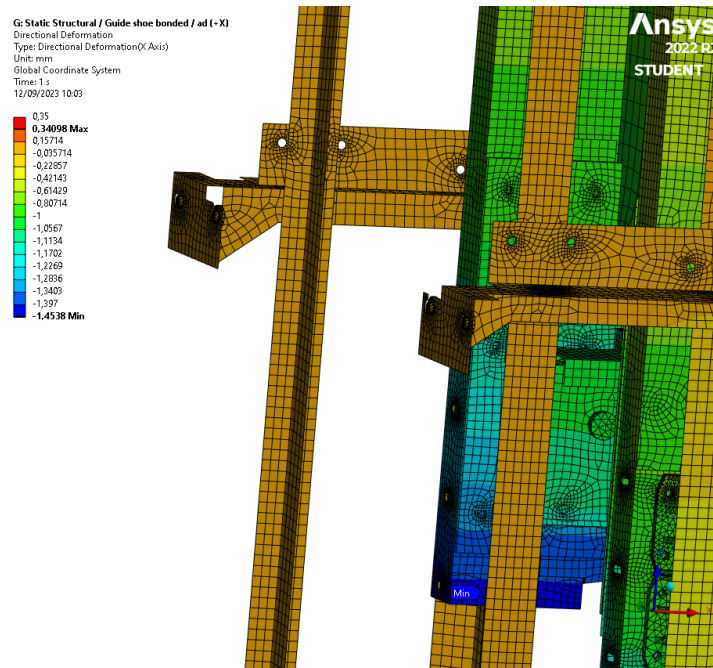 G: Static Structural / Guide shoe bonded / ad (+X)
Directional Deformation
Type: Directional Deformation(X Axis)
Unit: mm
Global Coordinate System
Time: 1 s
12/09/2023 10:03
0,35
0,34098 Max
0,15714
-0,035714
-0,22857
-0,42143
-0,61429
-0,80714
-1
-1,0567
-1,1134
-1,1702
-1,2269
-1,2836
-1,3403
-1,397
-1,4538 Min
Ansys
2022 R2
STUDENT
Min